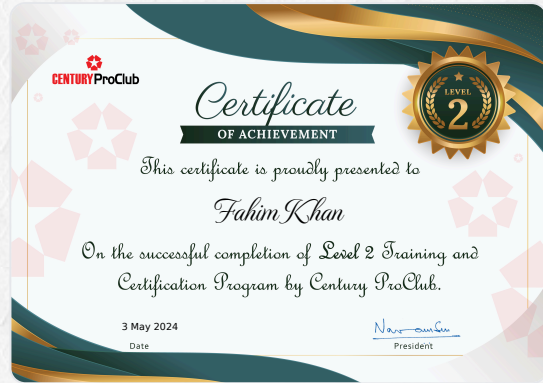 CENTURY ProClub
LEVEL
2
Certificate
OF ACHIEVEMENT
This certificate is proudly presented to
Fahim Khan
On the successful completion of Level 2 Training and
Certification Program by Century ProClub.
3 May 2024
Date
President